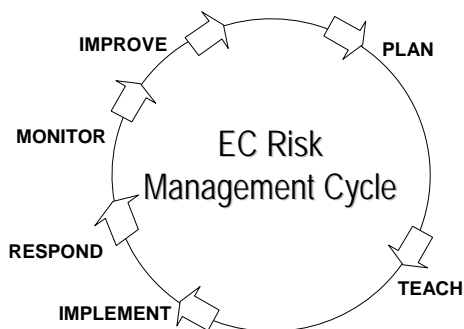 IMPROVE
PLAN
MONITOR
EC Risk
Management Cycle
RESPOND
TEACH
IMPLEMENT